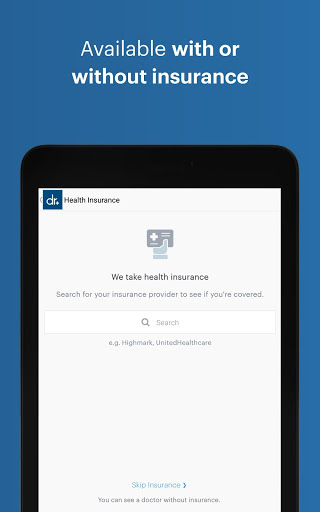 Available with or
without insurance
dr.
Health Insurance
We take health insurance
Search for your insurance provider to see if you're covered.
Search
e.g. Highmark, UnitedHealthcare
Skip Insurance ❯
You can see a doctor without insurance.